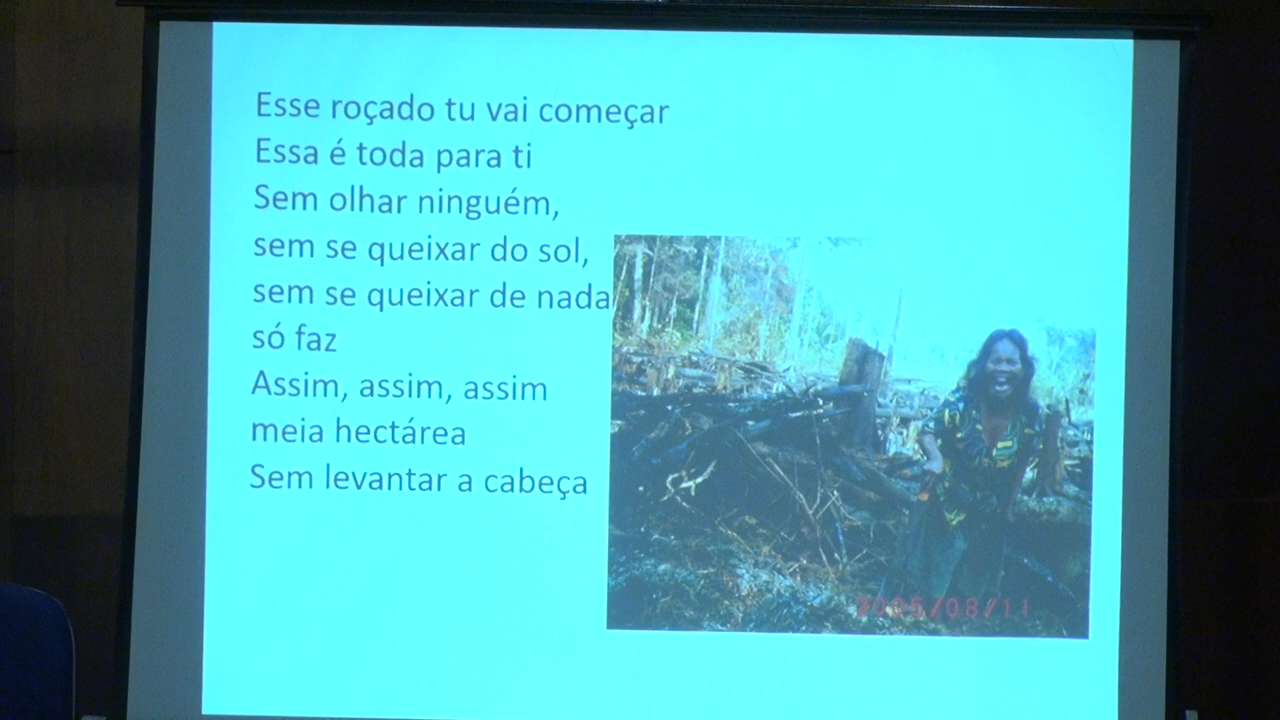 Esse roçado tu vai começar
Essa é toda para ti
Sem olhar ninguém,
sem se queixar do sol,
sem se queixar de nada
só faz
Assim, assim, assim
meia hectárea
Sem levantar a cabeça
2005/08/11